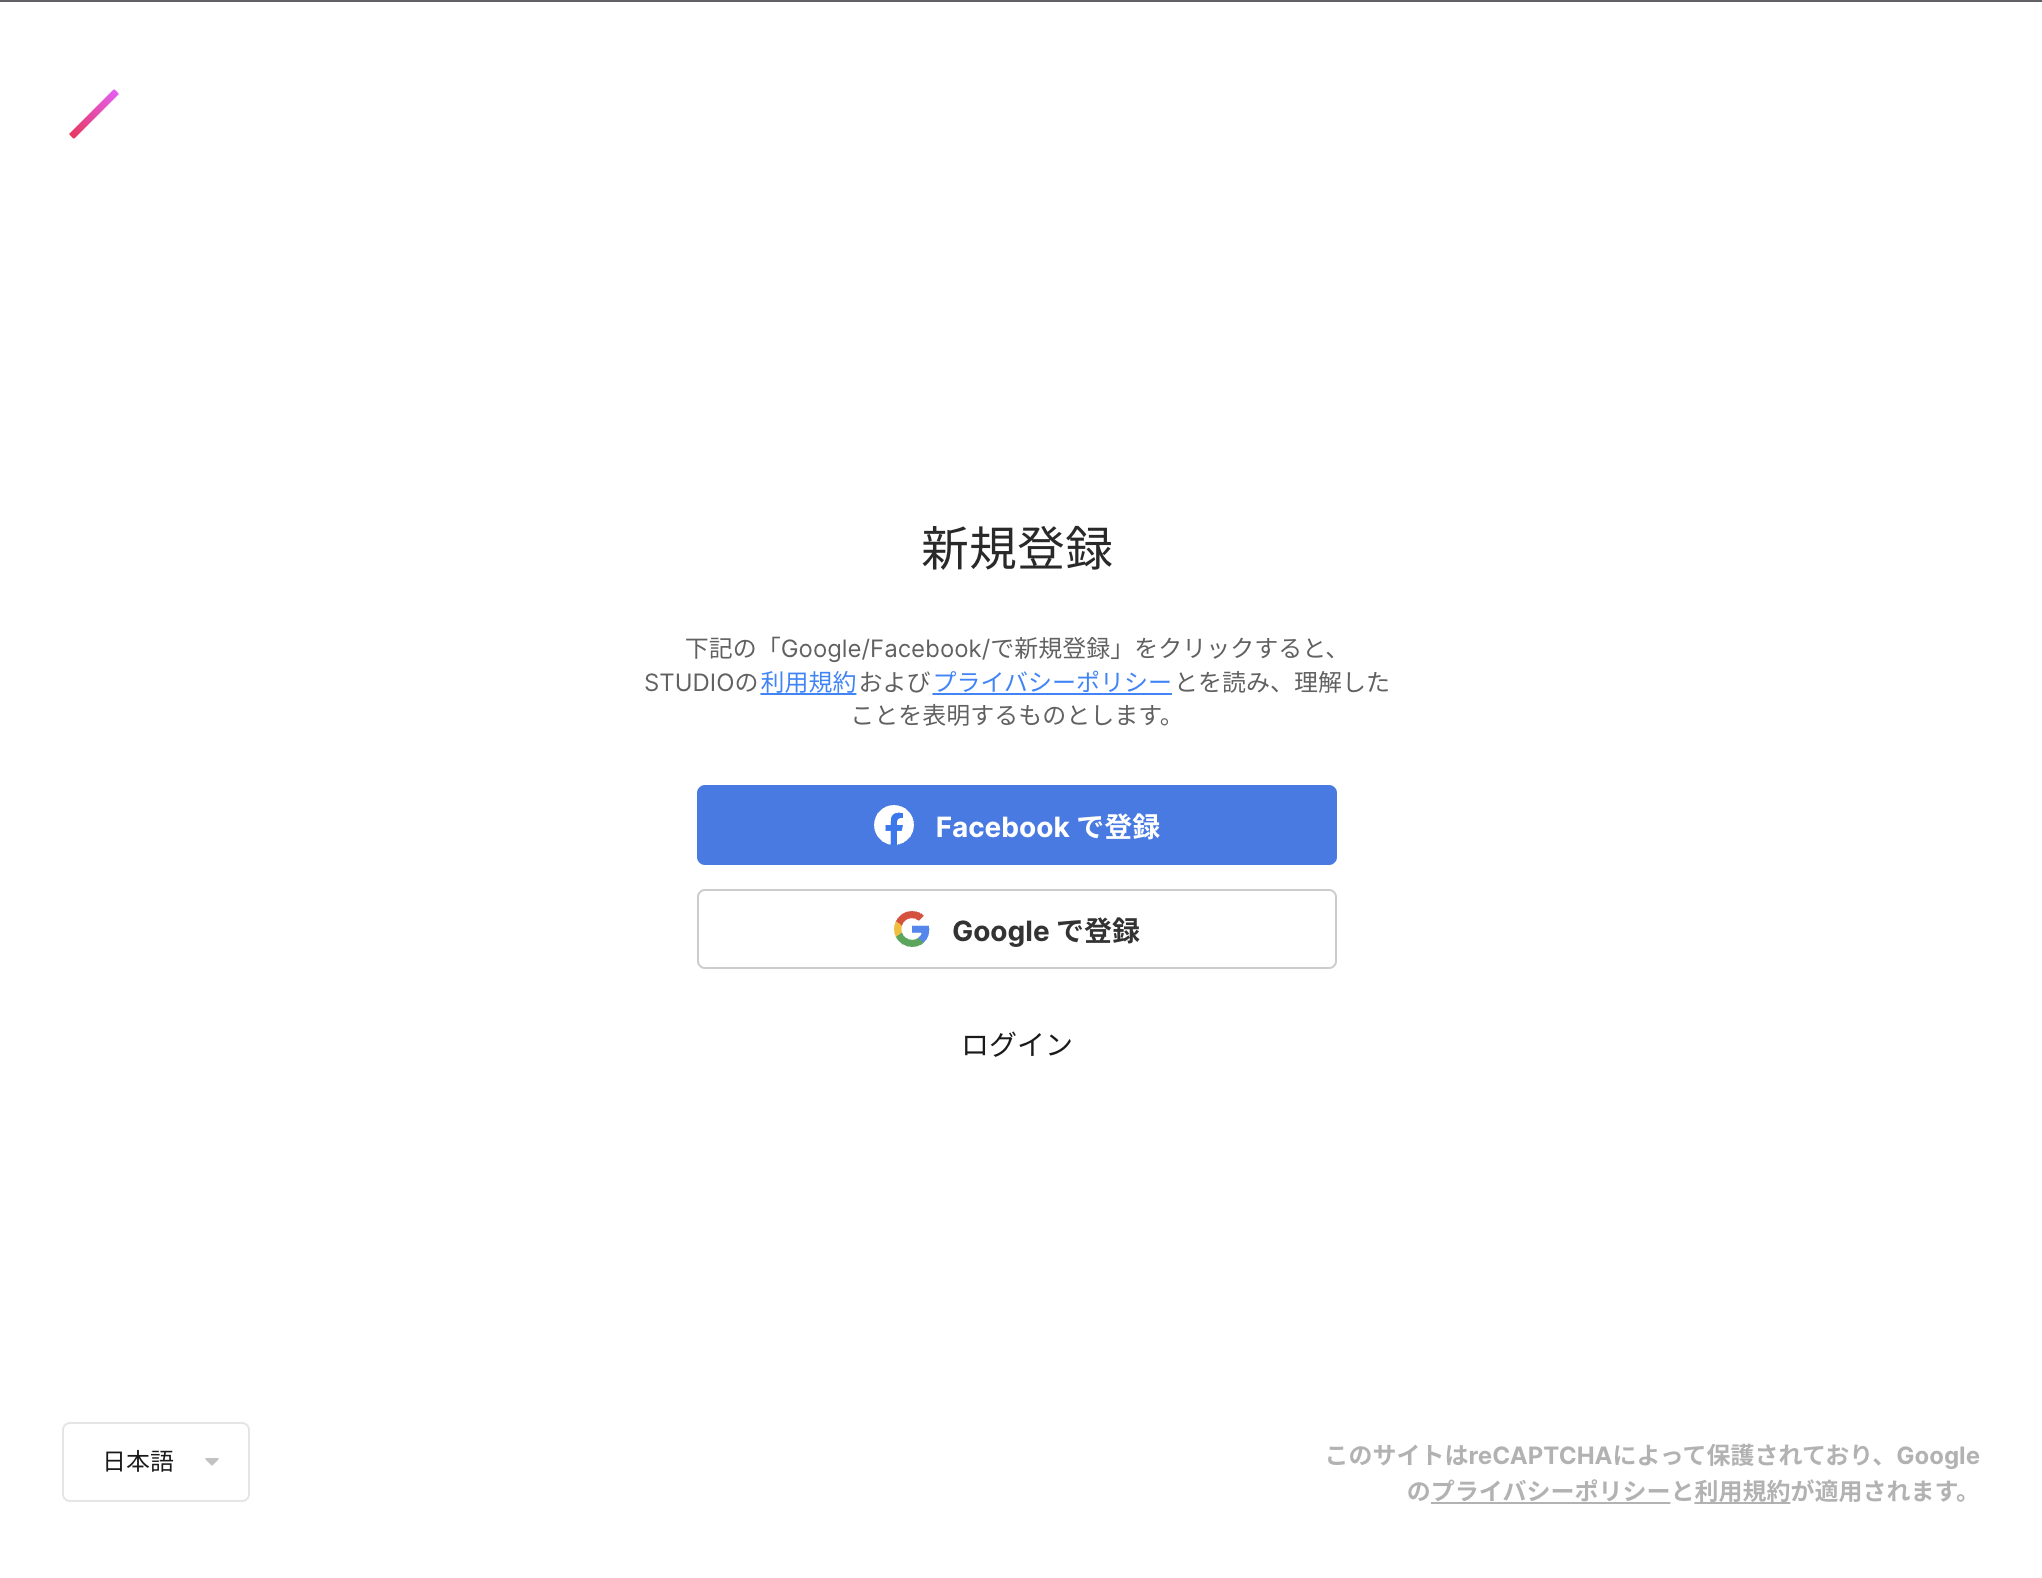 新規登録
下記の「Google/Facebook/で新規登録」をクリックすると、
STUDIOの利用規約およびプライバシーポリシーとを読み、理解した
ことを表明するものとします。
Facebook で登録
Google で登録
ログイン
日本語
このサイトはreCAPTCHAによって保護されており、Google
のプライバシーポリシーと利用規約が適用されます。